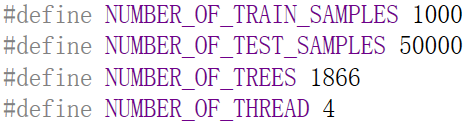 #define NUMBER_OF_TRAIN_SAMPLES 1000
#define NUMBER_OF_TEST_SAMPLES 50000
#define NUMBER_OF_TREES 1866
#define NUMBER_OF_THREAD 4